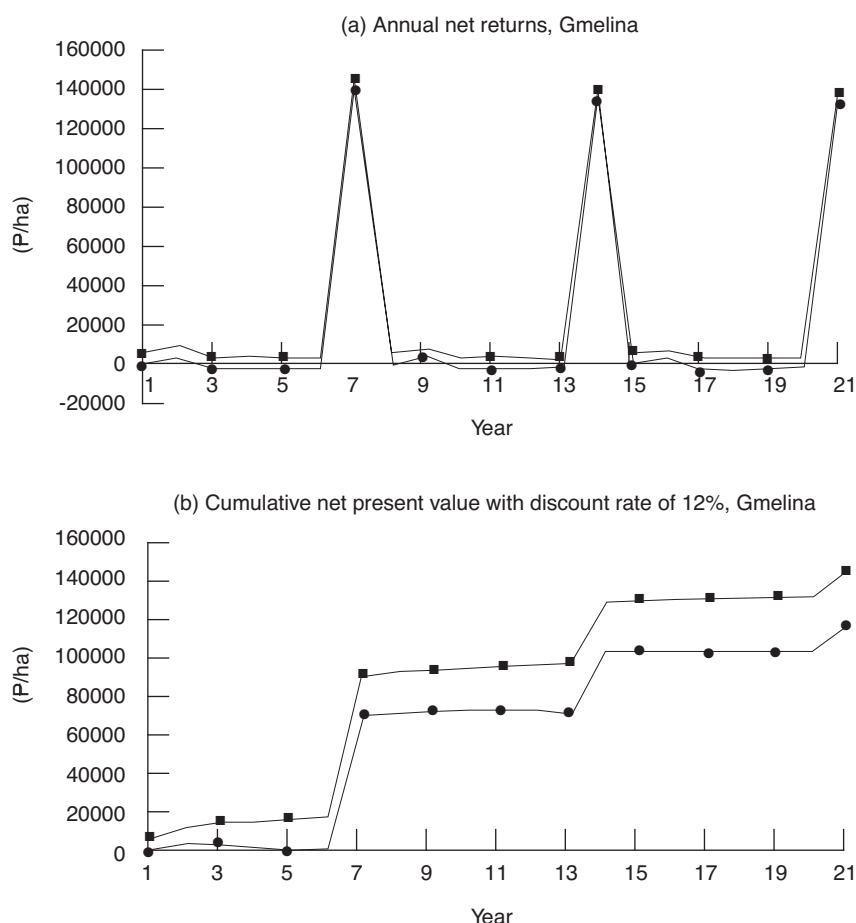 (a) Annual net returns, Gmelina
160000
140000
120000
100000
80000
60000
40000
20000
0
-20000
(P/ha)
1 3 5 7 9 11 13 15 17 19 21
Year
(b) Cumulative net present value with discount rate of 12%, Gmelina
160000
140000
120000
100000
80000
60000
40000
20000
0
(P/ha)
1 3 5 7 9 11 13 15 17 19 21
Year